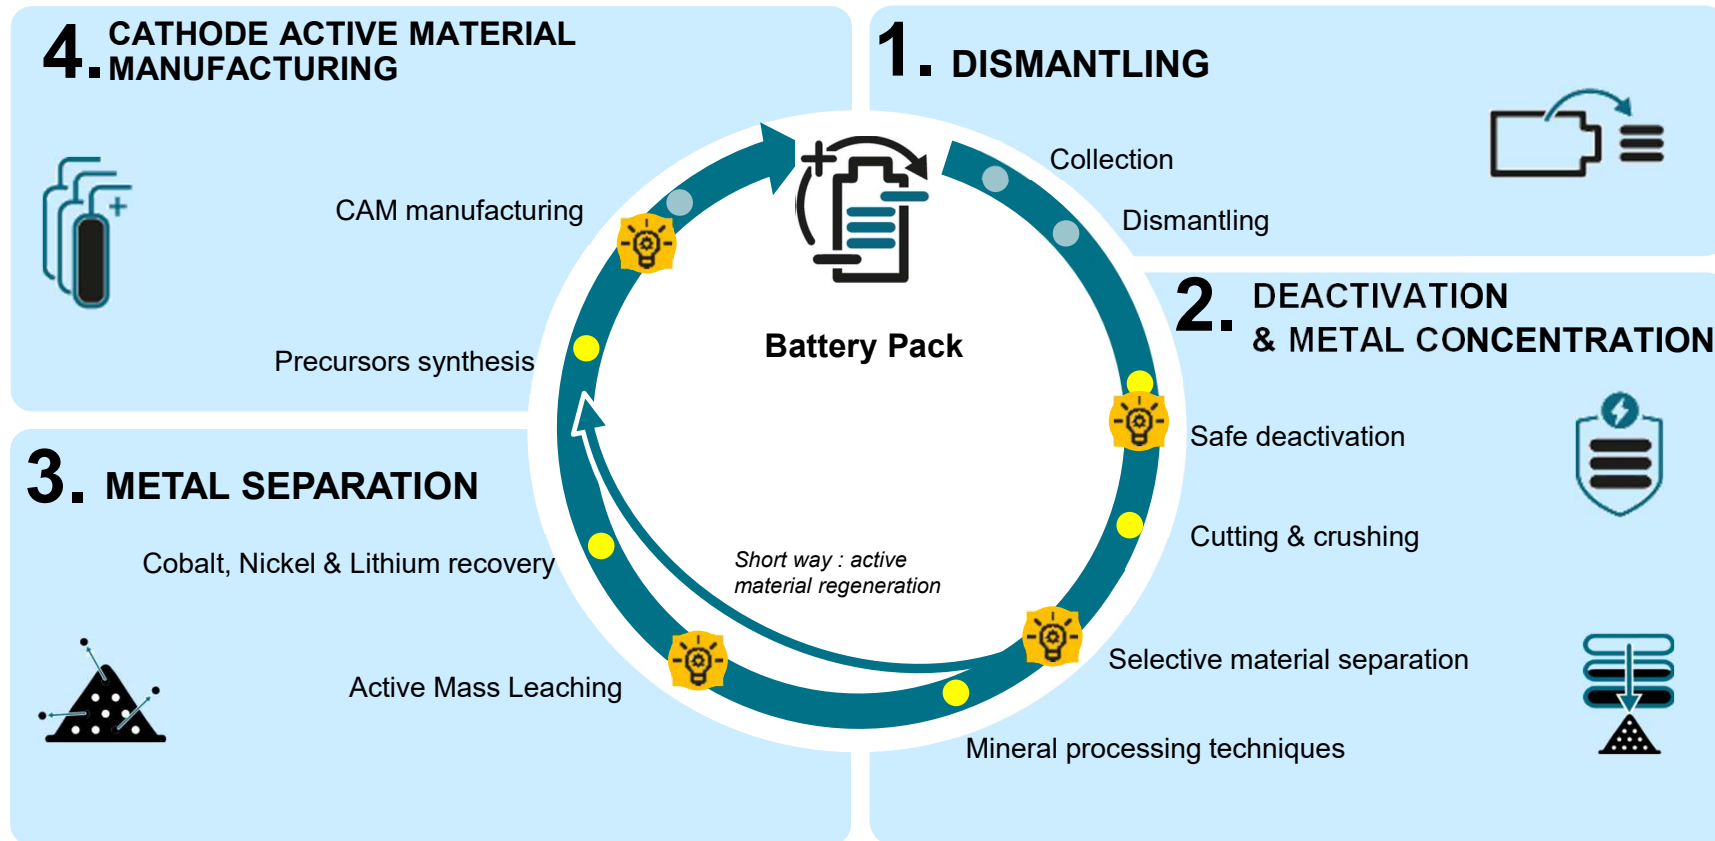 4. CATHODE ACTIVE MATERIAL
MANUFACTURING
CAM manufacturing
Precursors synthesis
1. DISMANTLING
Collection
Dismantling
2. DEACTIVATION
& METAL CONCENTRATION
Safe deactivation
Cutting & crushing
Selective material separation
Mineral processing techniques
3. METAL SEPARATION
Cobalt, Nickel & Lithium recovery
Active Mass Leaching
Battery Pack
Short way : active
material regeneration